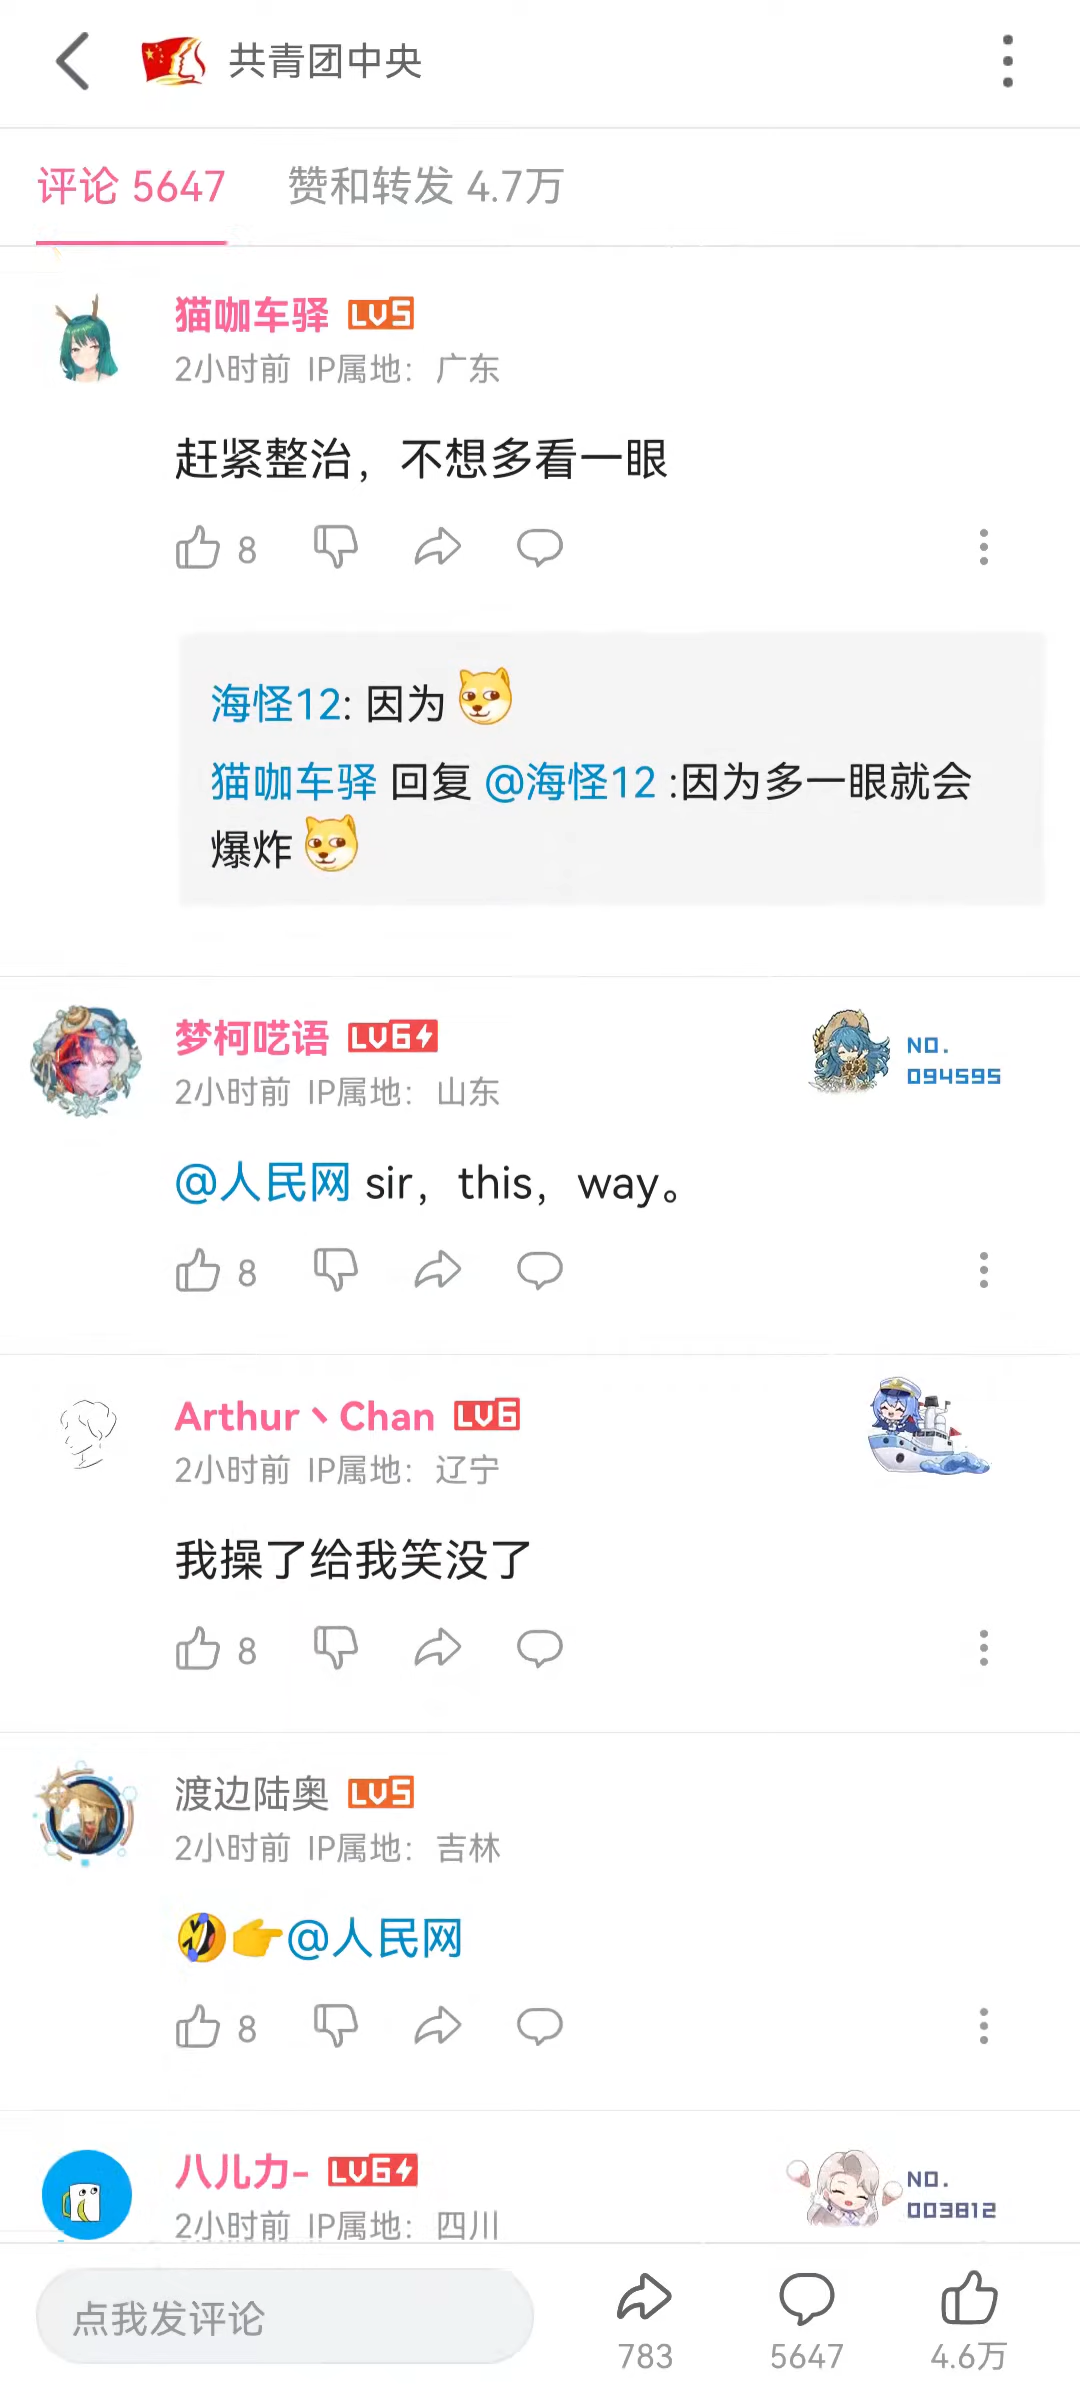 共青团中央
评论 5647 赞和转发 4.7万
猫咖车驿 LV5
2小时前 IP属地：广东
赶紧整治，不想多看一眼
8
海怪12: 因为
猫咖车驿 回复 @海怪12 :因为多一眼就会
爆炸
梦柯呓语 LV6
2小时前 IP属地：山东
NO.
094595
@人民网 sir，this，way。
8
Arthur丶Chan LV6
2小时前 IP属地：辽宁
我操了给我笑没了
8
渡边陆奥 LV5
2小时前 IP属地：吉林
🤣👉@人民网
8
八儿力- LV6
2小时前 IP属地：四川
NO.
003812
点我发评论
783 5647 4.6万